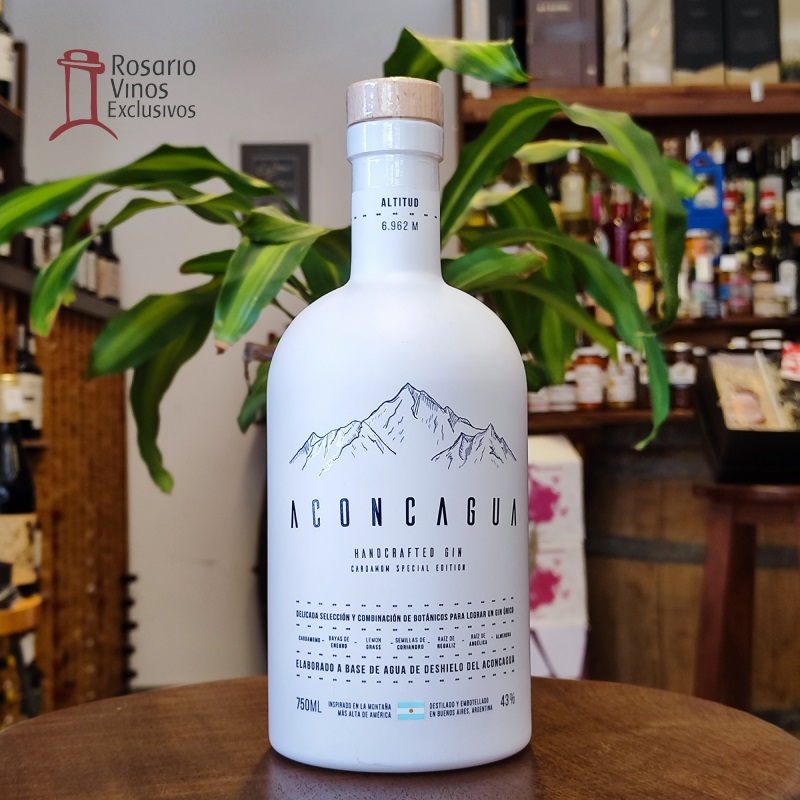 Rosario
Vinos
Exclusivos
ALTITUD
6.962 M
ACONCAGUA
HANDCRAFTED GIN
CARDAMOM SPECIAL EDITION
DELICADA SELECCIÓN Y COMBINACIÓN DE BOTÁNICOS PARA LOGRAR UN GIN ÚNICO
CARDAMOMO - BAYAS DE ENEBRO - LEMON GRASS - SEMILLAS DE CORIANDRO - RAÍZ DE REGALIZ - RAÍZ DE ANGÉLICA - ALMENDRA
ELABORADO A BASE DE AGUA DE DESHIELO DEL ACONCAGUA
750ML INSPIRADO EN LA MONTAÑA MÁS ALTA DE AMÉRICA DESTILADO Y EMBOTELLADO EN BUENOS AIRES, ARGENTINA 43%